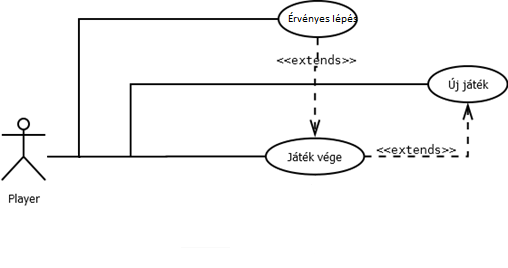 Érvényes lépés
<<extends>>
Új játék
Játék vége
<<extends>>
Player